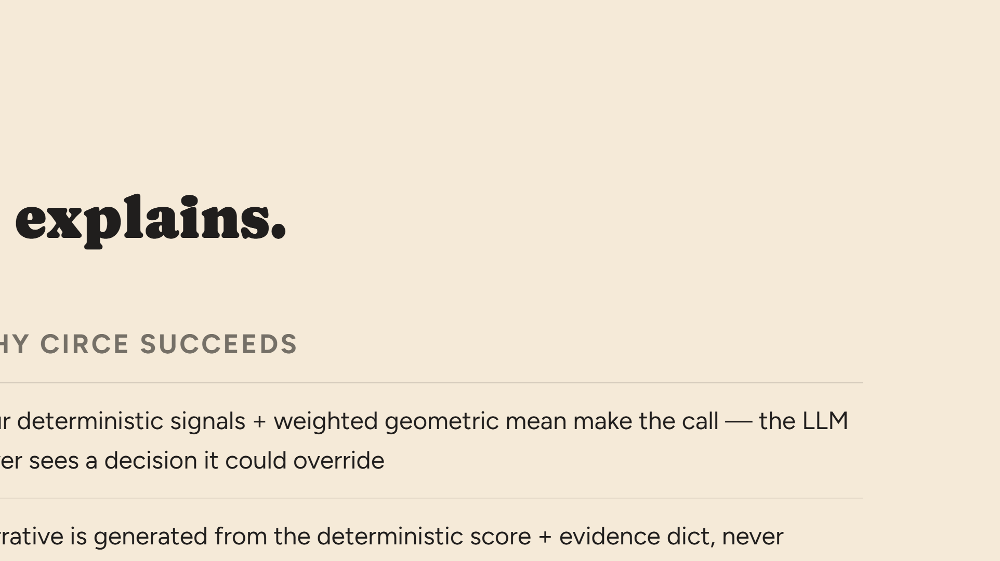 explains.
HY CIRCE SUCCEEDS
r deterministic signals + weighted geometric mean make the call — the LLM
er sees a decision it could override
rative is generated from the deterministic score + evidence dict, never